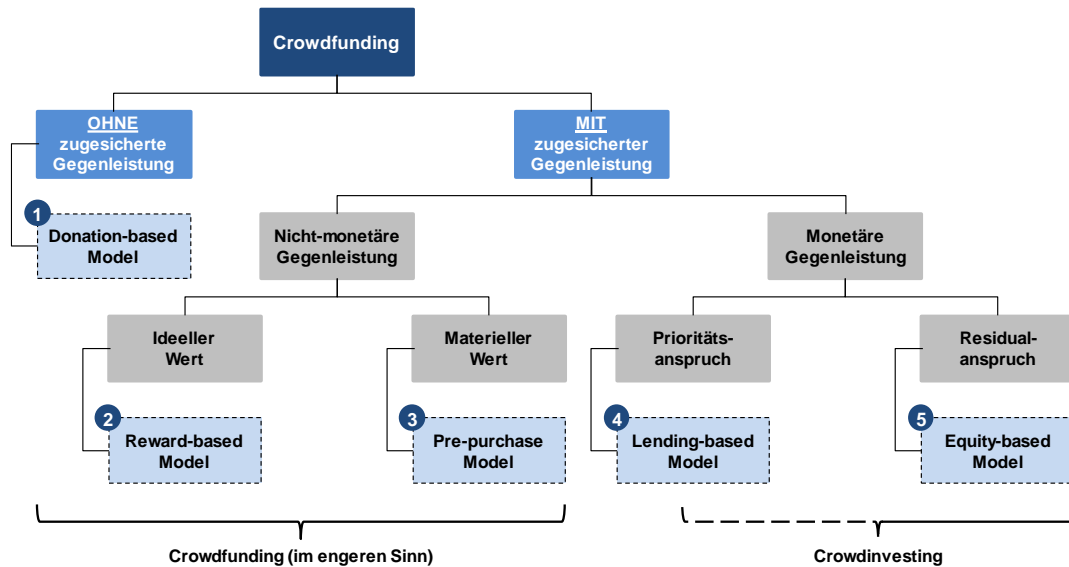 Crowdfunding
OHNE
zugesicherte
Gegenleistung
MIT
zugesicherter
Gegenleistung
1
Donation-based
Model
Nicht-monetäre
Gegenleistung
Monetäre
Gegenleistung
Ideeller
Wert
Materieller
Wert
Prioritäts-
anspruch
Residual-
anspruch
2
Reward-based
Model
3
Pre-purchase
Model
4
Lending-based
Model
5
Equity-based
Model
Crowdfunding (im engeren Sinn)
Crowdinvesting